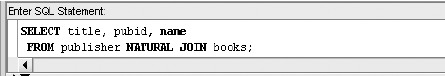 Enter SQL Statement:
SELECT title, pubid, name
FROM publisher NATURAL JOIN books;